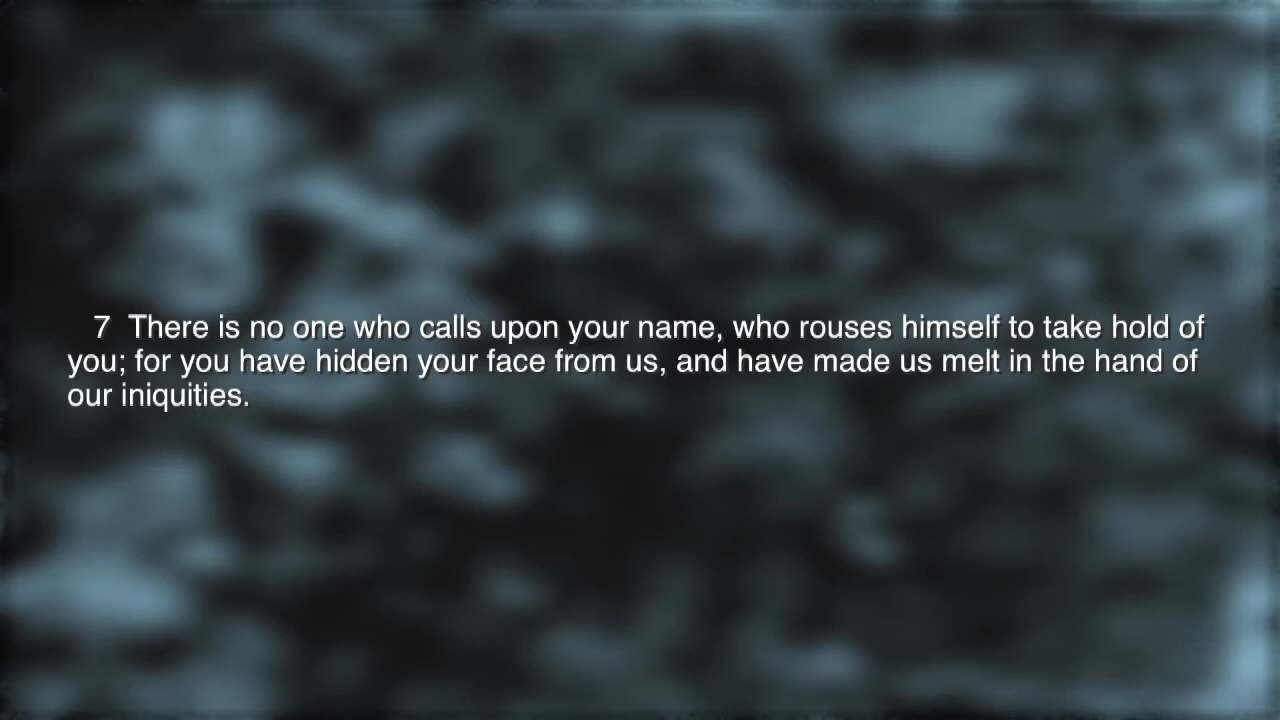 7 There is no one who calls upon your name, who rouses himself to take hold of
you; for you have hidden your face from us, and have made us melt in the hand of
our iniquities.